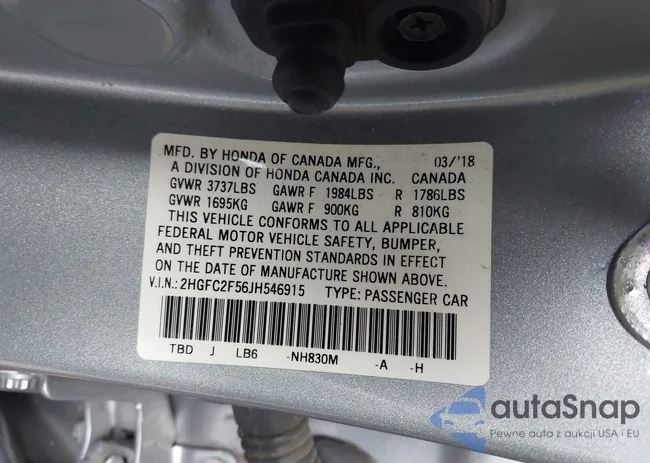 MFD. BY HONDA OF CANADA MFG., 03/'18
A DIVISION OF HONDA CANADA INC. CANADA
GVWR 3737LBS GAWR F 1984LBS R 1786LBS
GVWR 1695KG GAWR F 900KG R 810KG
THIS VEHICLE CONFORMS TO ALL APPLICABLE
FEDERAL MOTOR VEHICLE SAFETY, BUMPER,
AND THEFT PREVENTION STANDARDS IN EFFECT
ON THE DATE OF MANUFACTURE SHOWN ABOVE.
V.I.N.: 2HGFC2F56JH546915 TYPE: PASSENGER CAR
TBD J LB6 -NH830M -A -H
autaSnap
Pewne auta z aukcji USA i EU